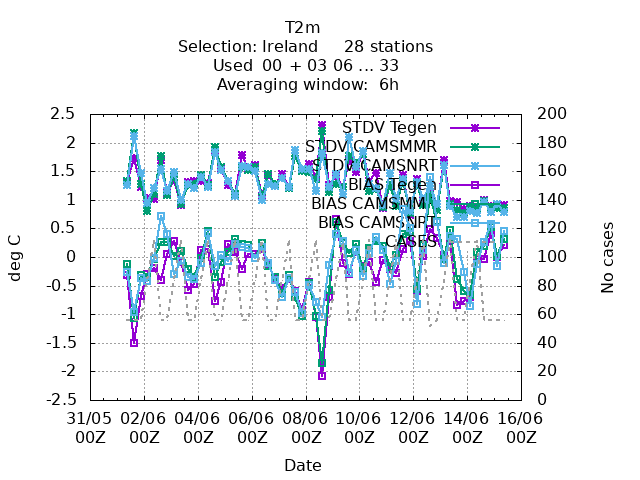 T2m
Selection: Ireland 28 stations
Used 00 + 03 06 ... 33
Averaging window: 6h
2.5 200
2 180
1.5 160
1 140
0.5 120
0 100
-0.5 80
-1 60
-1.5 40
-2 20
-2.5 0
STDV Tegen
STDV CAMSMMR
STDV CAMSNRT
BIAS Tegen
BIAS CAMSMMR
BIAS CAMSNRT
CASES
deg C
No cases
31/05 02/06 04/06 06/06 08/06 10/06 12/06 14/06 16/06
00Z 00Z 00Z 00Z 00Z 00Z 00Z 00Z 00Z
Date